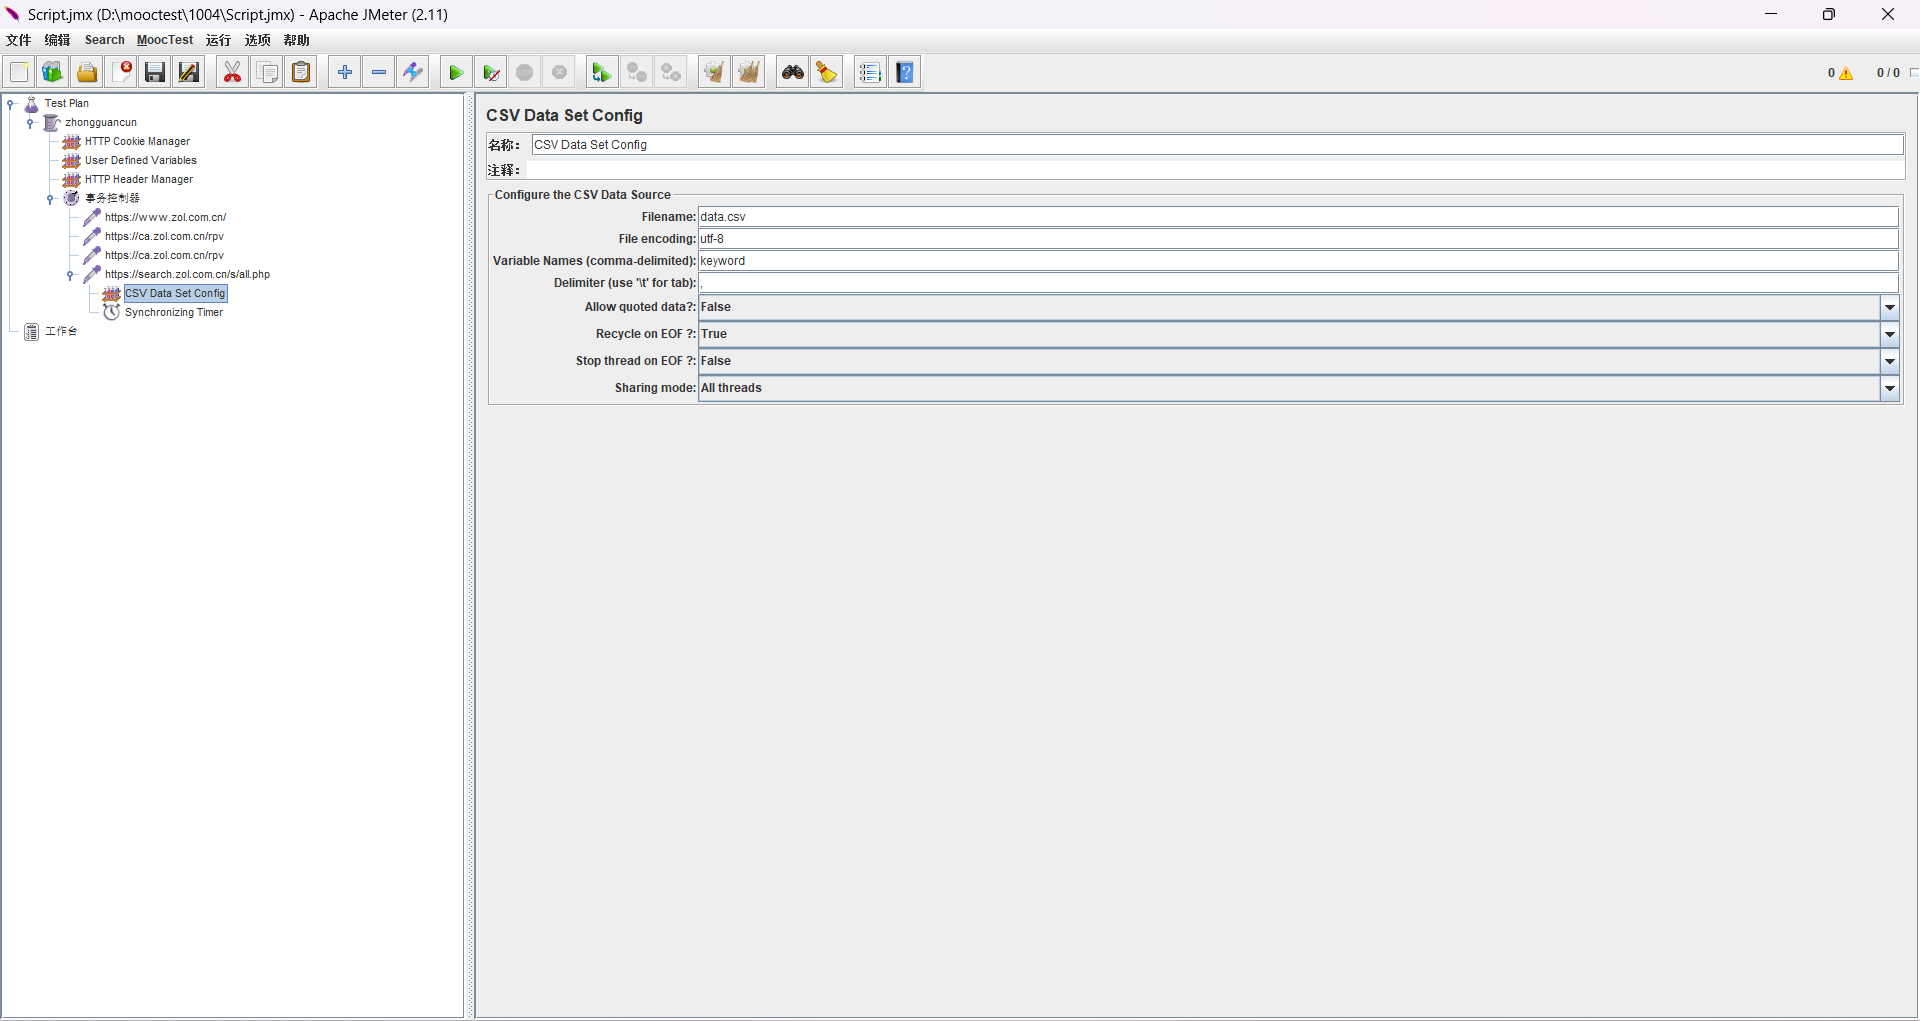 Script.jmx (D:\mooctest\1004\Script.jmx) - Apache JMeter (2.11)
文件 编辑 Search MoocTest 运行 选项 帮助
0 0 / 0
Test Plan
zhongguancun
HTTP Cookie Manager
User Defined Variables
HTTP Header Manager
事务控制器
https://www.zol.com.cn/
https://ca.zol.com.cn/rpv
https://ca.zol.com.cn/rpv
https://search.zol.com.cn/s/all.php
CSV Data Set Config
Synchronizing Timer
工作台
CSV Data Set Config
名称: CSV Data Set Config
注释:
Configure the CSV Data Source
Filename: data.csv
File encoding: utf-8
Variable Names (comma-delimited): keyword
Delimiter (use '\t' for tab): ,
Allow quoted data?: False
Recycle on EOF ?: True
Stop thread on EOF ?: False
Sharing mode: All threads